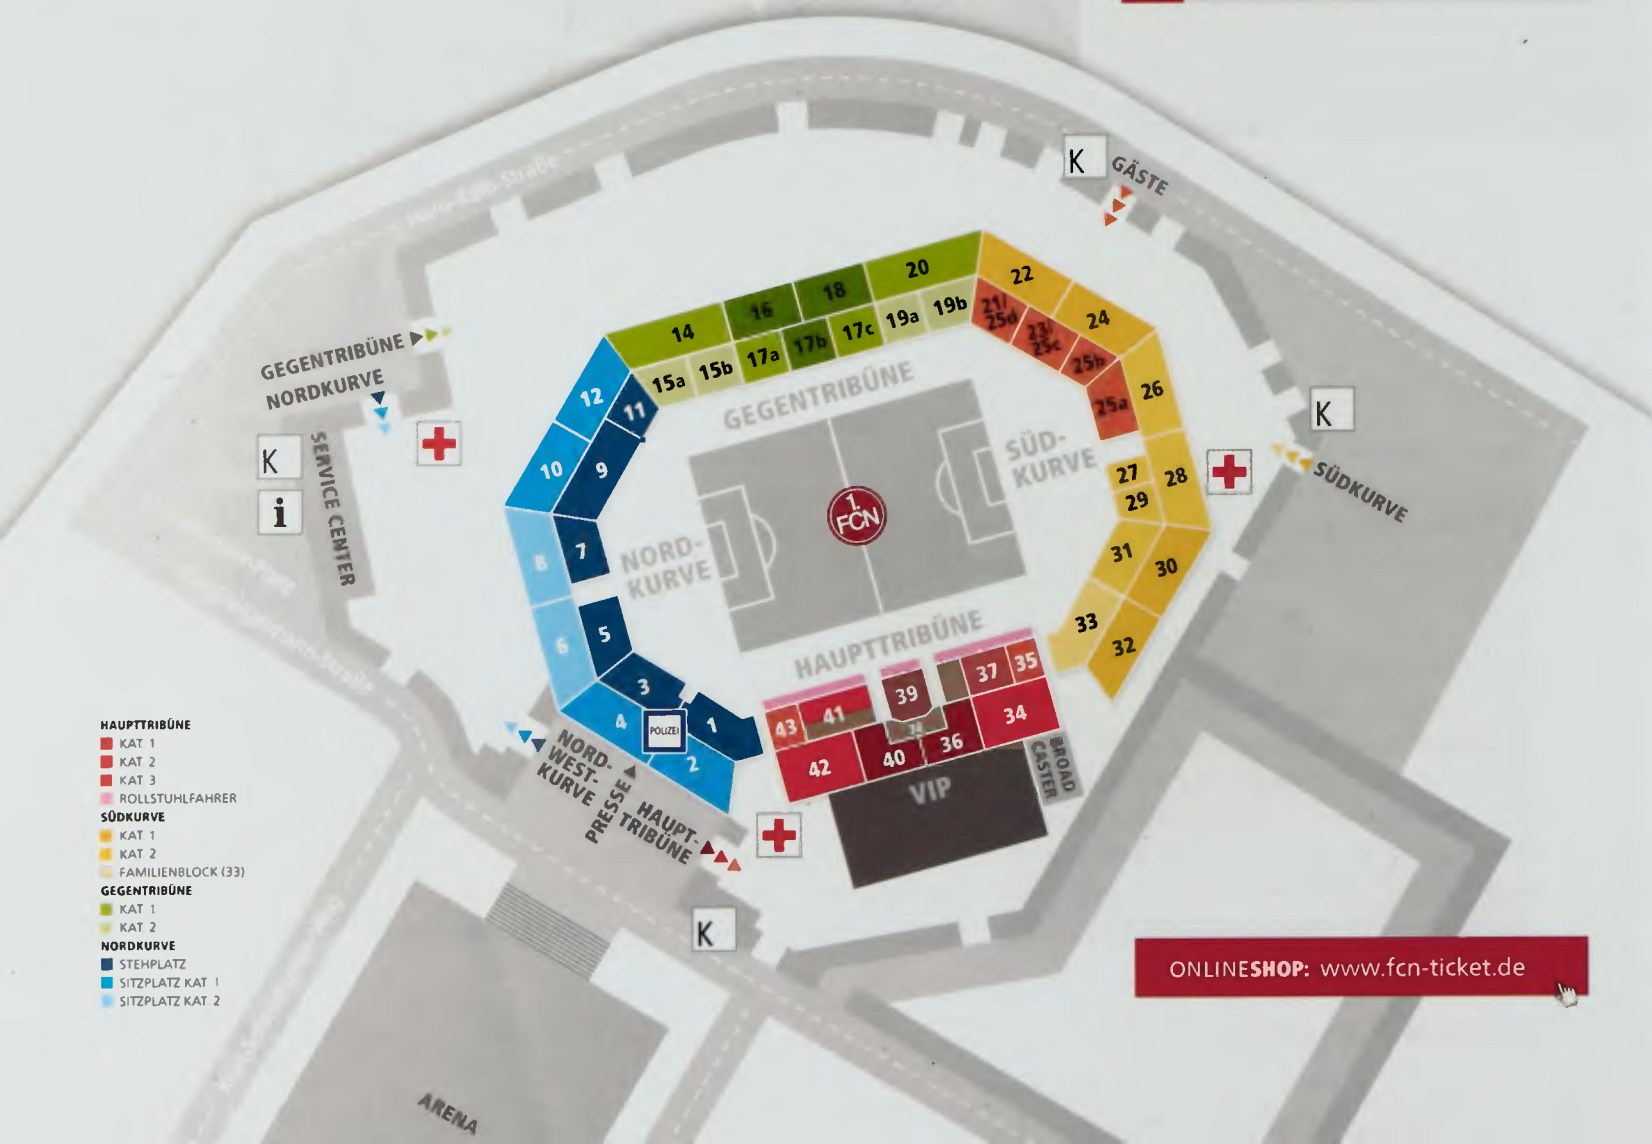 K
GÄSTE
20
22
18
16
14
19b
19a
17c
17b
17a
15b
15a
21/
25d
23/
25c
25b
25a
24
26
GEGENTRIBÜNE
NORDKURVE
K
i
SERVICE CENTER
12
11
10
9
8
7
6
5
4
3
2
1
POLIZEI
GEGENTRIBÜNE
SÜD-
KURVE
NORD-
KURVE
1.
FCN
HAUPTTRIBÜNE
27
28
29
31
30
33
32
K
SÜDKURVE
35
37
39
41
43
34
36
40
42
VIP
BROAD
CASTER
NORD-
WEST-
KURVE
PRESSE
HAUPT-
TRIBÜNE
K
HAUPTTRIBÜNE
KAT. 1
KAT. 2
KAT. 3
ROLLSTUHLFAHRER
SÜDKURVE
KAT. 1
KAT. 2
FAMILIENBLOCK (33)
GEGENTRIBÜNE
KAT. 1
KAT. 2
NORDKURVE
STEHPLATZ
SITZPLATZ KAT. 1
SITZPLATZ KAT. 2
ONLINESHOP: www.fcn-ticket.de
ARENA